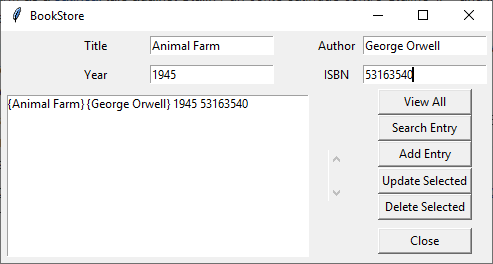 BookStore
Title Animal Farm Author George Orwell
Year 1945 ISBN 53163540
{Animal Farm} {George Orwell} 1945 53163540
View All
Search Entry
Add Entry
Update Selected
Delete Selected
Close